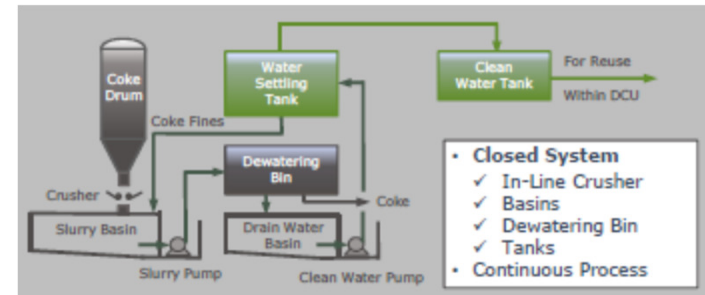 Coke
Drum
Water
Settling
Tank
Clean
Water Tank
For Reuse
Within DCU
Coke Fines
Crusher
Dewatering
Bin
Coke
Slurry Basin
Drain Water
Basin
Slurry Pump
Clean Water Pump
• Closed System
✓ In-Line Crusher
✓ Basins
✓ Dewatering Bin
✓ Tanks
• Continuous Process